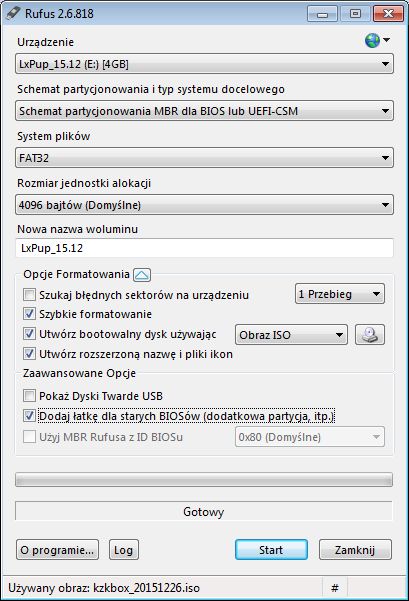 Rufus 2.6.818
Urządzenie
LxPup_15.12 (E:) [4GB]
Schemat partycjonowania i typ systemu docelowego
Schemat partycjonowania MBR dla BIOS lub UEFI-CSM
System plików
FAT32
Rozmiar jednostki alokacji
4096 bajtów (Domyślne)
Nowa nazwa woluminu
LxPup_15.12
Opcje Formatowania
Szukaj błędnych sektorów na urządzeniu 1 Przebieg
Szybkie formatowanie
Utwórz bootowalny dysk używając Obraz ISO
Utwórz rozszerzoną nazwę i pliki ikon
Zaawansowane Opcje
Pokaż Dyski Twarde USB
Dodaj łatkę dla starych BIOSów (dodatkowa partycja, itp.)
Użyj MBR Rufusa z ID BIOSu 0x80 (Domyślne)
Gotowy
O programie... Log Start Zamknij
Używany obraz: kzkbox_20151226.iso #